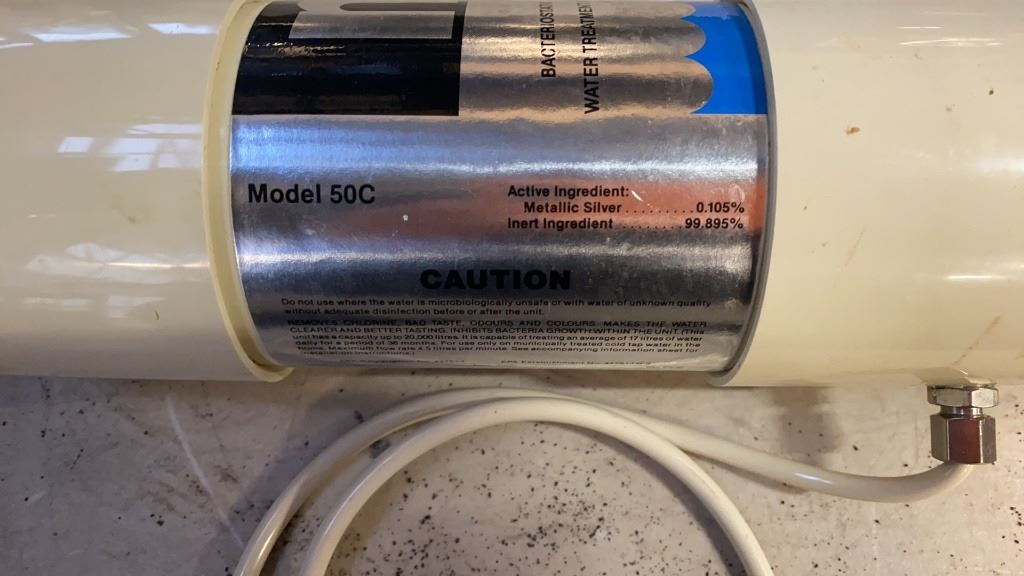 BACTERIOSTATIC
WATER TREATMENT
Model 50C
Active Ingredient:
Metallic Silver . . . . . . . . . 0.105%
Inert Ingredient . . . . . . . . 99.895%
CAUTION
Do not use where the water is microbiologically unsafe or with water of unknown quality
without adequate disinfection before or after the unit.
REMOVES CHLORINE, BAD TASTE, ODOURS AND COLOURS. MAKES THE WATER
CLEARER AND BETTER TASTING. INHIBITS BACTERIA GROWTH WITHIN THE UNIT. (This
unit has a capacity up to 20,000 litres. It is capable of treating an average of 17 litres of water
daily for a period of 36 months. For use only on municipally treated cold tap water in the
home. Maximum flow rate 4.5 litres per minute. See accompanying information sheet for
installation instructions.)